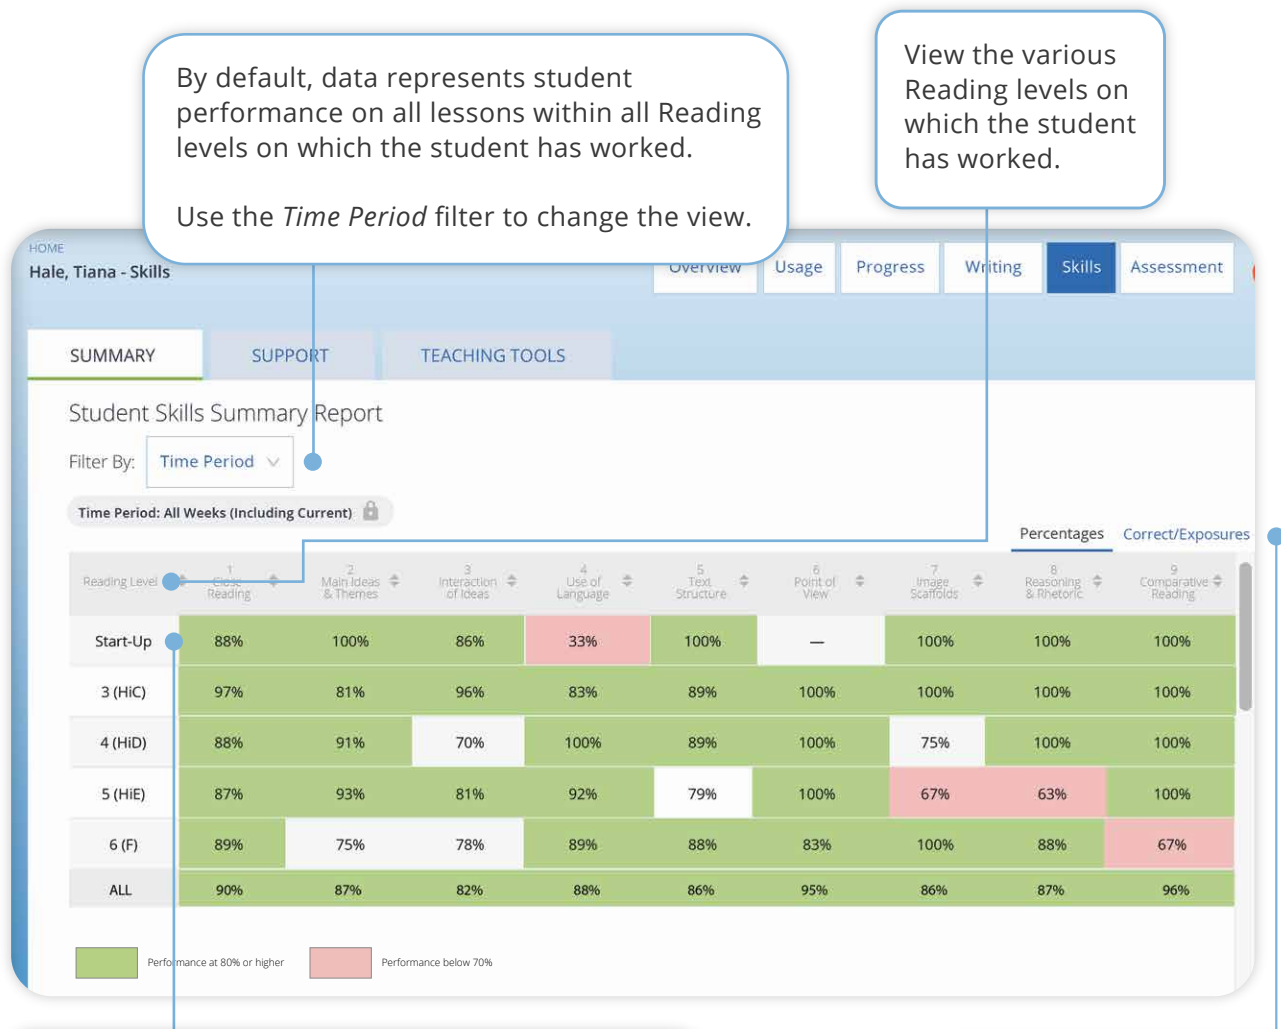 By default, data represents student
performance on all lessons within all Reading
levels on which the student has worked.
Use the Time Period filter to change the view.
View the various
Reading levels on
which the student
has worked.
HOME
Hale, Tiana - Skills
Overview Usage Progress Writing Skills Assessment
SUMMARY SUPPORT TEACHING TOOLS
Student Skills Summary Report
Filter By: Time Period
Time Period: All Weeks (Including Current)
Percentages Correct/Exposures
Reading Level
1
Close
Reading
2
Main Ideas
& Themes
3
Interaction
of Ideas
4
Use of
Language
5
Text
Structure
6
Point of
View
7
Image
Scaffolds
8
Reasoning
& Rhetoric
9
Comparative
Reading
Start-Up 88% 100% 86% 33% 100% — 100% 100% 100%
3 (HiC) 97% 81% 96% 83% 89% 100% 100% 100% 100%
4 (HiD) 88% 91% 70% 100% 89% 100% 75% 100% 100%
5 (HiE) 87% 93% 81% 92% 79% 100% 67% 63% 100%
6 (F) 89% 75% 78% 89% 88% 83% 100% 88% 67%
ALL 90% 87% 82% 88% 86% 95% 86% 87% 96%
Performance at 80% or higher Performance below 70%